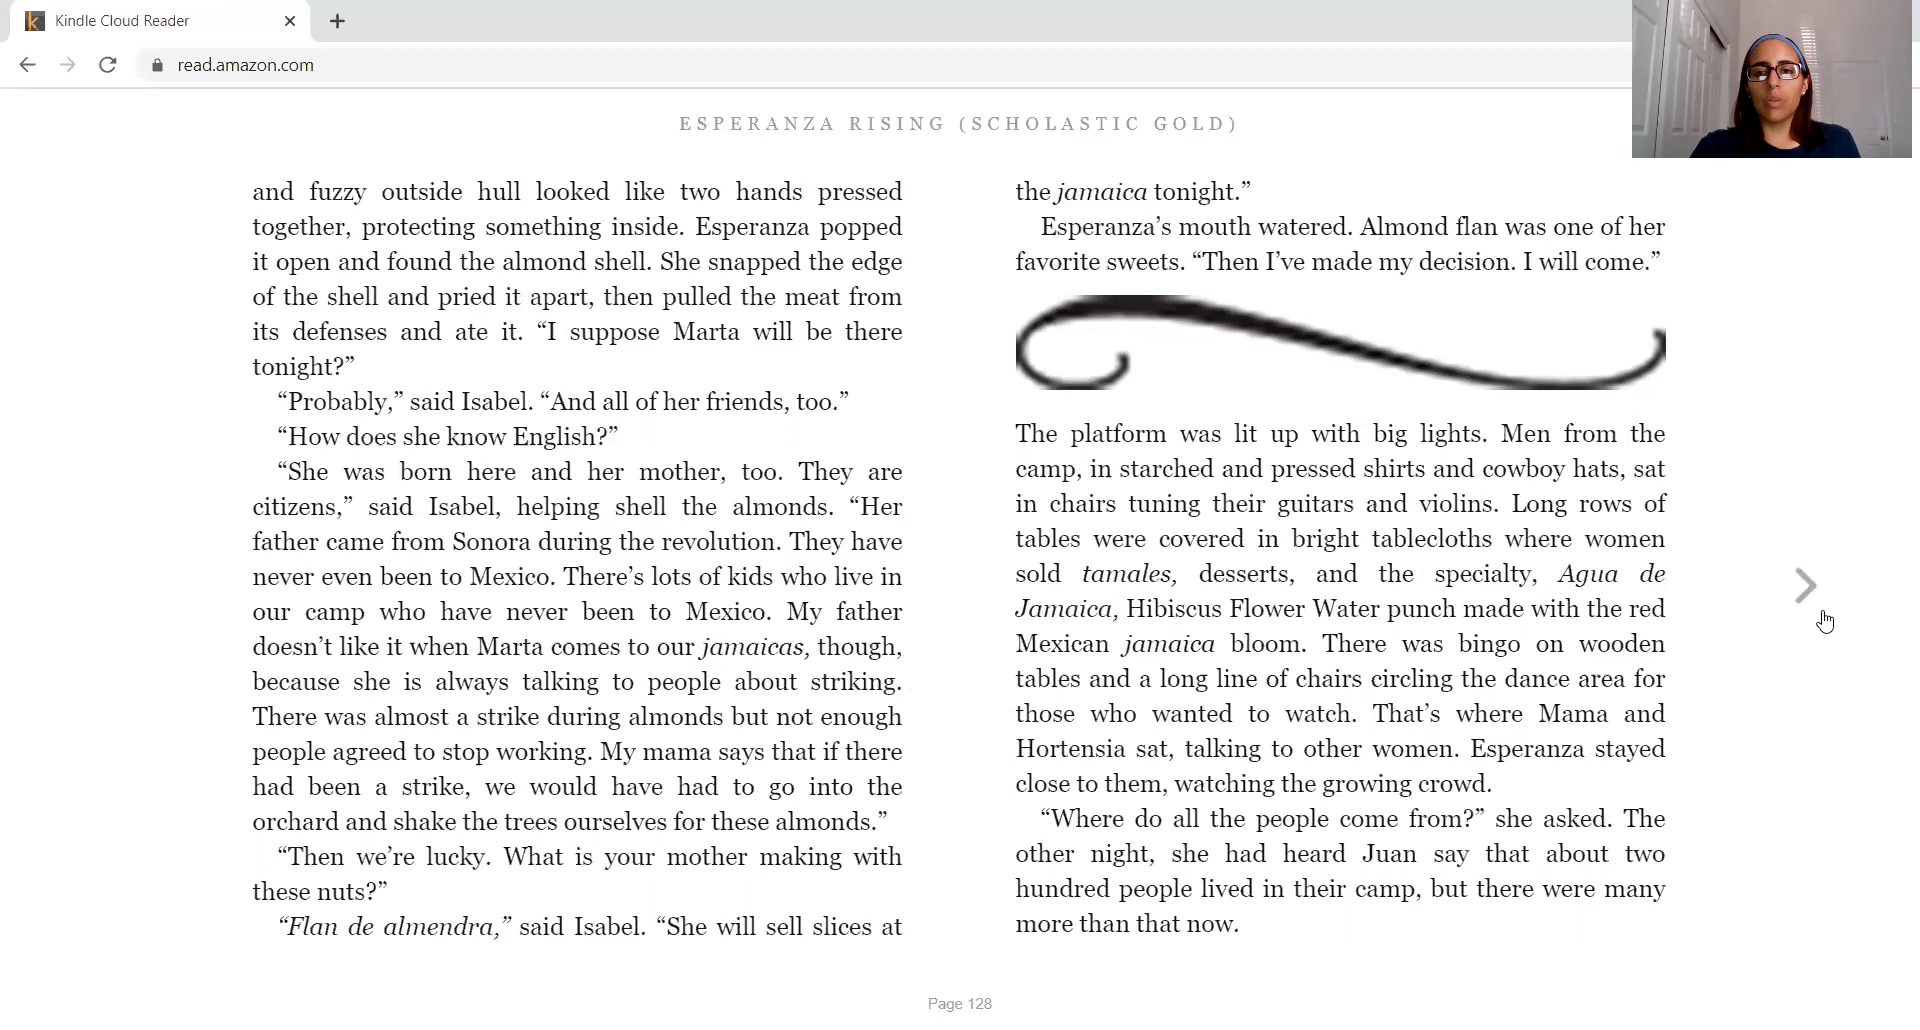 Kindle Cloud Reader
read.amazon.com
ESPERANZA RISING (SCHOLASTIC GOLD)
and fuzzy outside hull looked like two hands pressed
together, protecting something inside. Esperanza popped
it open and found the almond shell. She snapped the edge
of the shell and pried it apart, then pulled the meat from
its defenses and ate it. “I suppose Marta will be there
tonight?”
“Probably,” said Isabel. “And all of her friends, too.”
“How does she know English?”
“She was born here and her mother, too. They are
citizens,” said Isabel, helping shell the almonds. “Her
father came from Sonora during the revolution. They have
never even been to Mexico. There’s lots of kids who live in
our camp who have never been to Mexico. My father
doesn’t like it when Marta comes to our jamaicas, though,
because she is always talking to people about striking.
There was almost a strike during almonds but not enough
people agreed to stop working. My mama says that if there
had been a strike, we would have had to go into the
orchard and shake the trees ourselves for these almonds.”
“Then we’re lucky. What is your mother making with
these nuts?”
“Flan de almendra,” said Isabel. “She will sell slices at
the jamaica tonight.”
Esperanza’s mouth watered. Almond flan was one of her
favorite sweets. “Then I’ve made my decision. I will come.”
The platform was lit up with big lights. Men from the
camp, in starched and pressed shirts and cowboy hats, sat
in chairs tuning their guitars and violins. Long rows of
tables were covered in bright tablecloths where women
sold tamales, desserts, and the specialty, Agua de
Jamaica, Hibiscus Flower Water punch made with the red
Mexican jamaica bloom. There was bingo on wooden
tables and a long line of chairs circling the dance area for
those who wanted to watch. That’s where Mama and
Hortensia sat, talking to other women. Esperanza stayed
close to them, watching the growing crowd.
“Where do all the people come from?” she asked. The
other night, she had heard Juan say that about two
hundred people lived in their camp, but there were many
more than that now.
Page 128